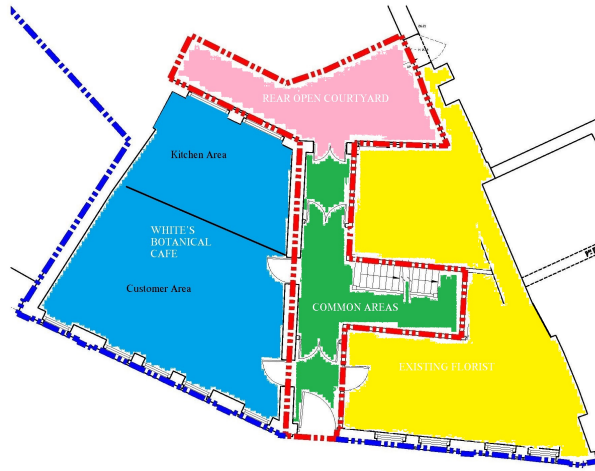 REAR OPEN COURTYARD
Kitchen Area
WHITE'S
BOTANICAL
CAFE
Customer Area
COMMON AREAS
EXISTING FLORIST